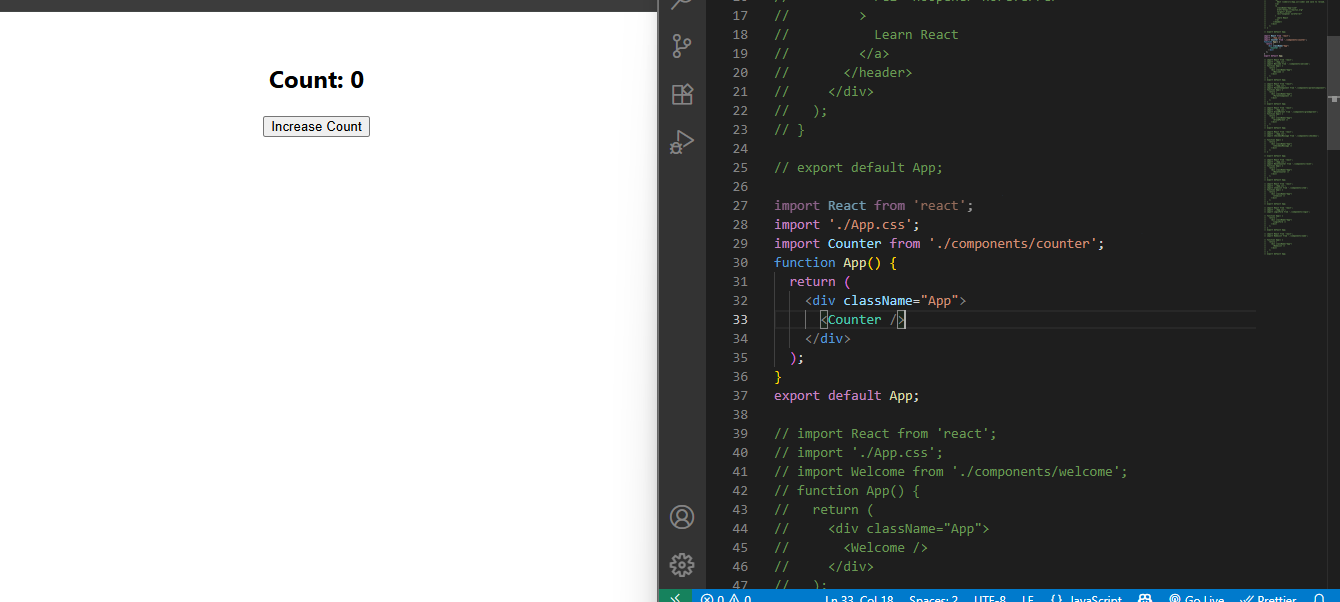 Count: 0
Increase Count
17 //         >
18 //           Learn React
19 //         </a>
20 //       </header>
21 //     </div>
22 //   );
23 // }
24
25 // export default App;
26
27 import React from 'react';
28 import './App.css';
29 import Counter from './components/counter';
30 function App() {
31   return (
32     <div className="App">
33       <Counter />
34     </div>
35   );
36 }
37 export default App;
38
39 // import React from 'react';
40 // import './App.css';
41 // import Welcome from './components/welcome';
42 // function App() {
43 //   return (
44 //     <div className="App">
45 //       <Welcome />
46 //     </div>
47 //   );
0 0 Ln 33, Col 18 Spaces: 2 UTF-8 LF {} JavaScript Go Live Prettier